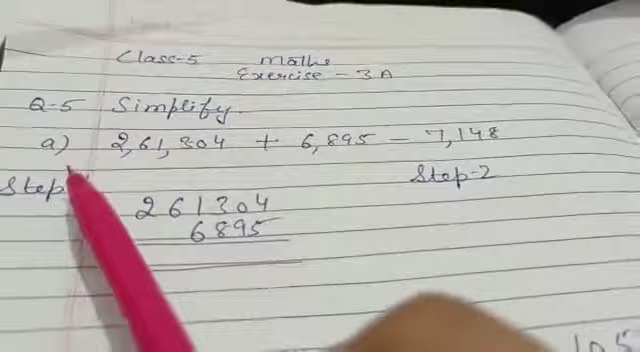 Class-5 Maths
Exercise - 3A
Q-5 Simplify
a) 2,61,304 + 6,895 - 7,148
Step
Step-2
261304
6895
105